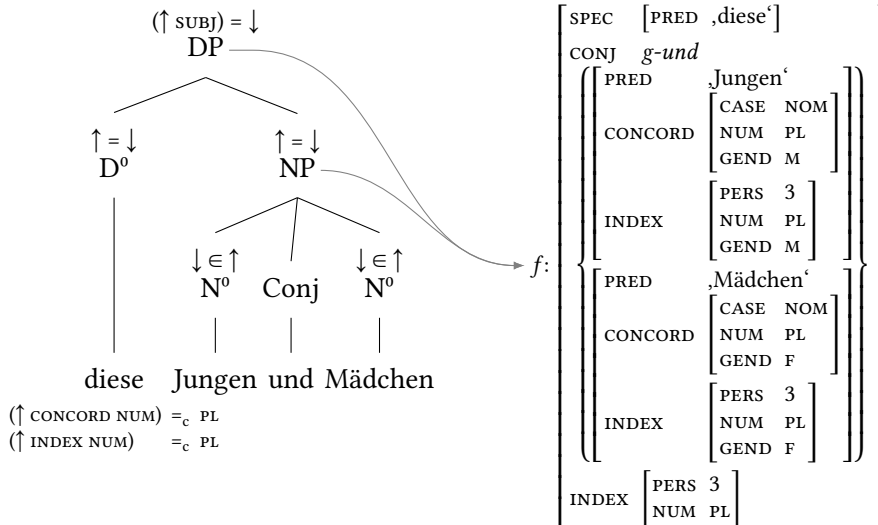 (↑ SUBJ) = ↓
DP
↑ = ↓
D⁰
↑ = ↓
NP
↓ ∈ ↑
N⁰
Conj
↓ ∈ ↑
N⁰
diese Jungen und Mädchen
(↑ CONCORD NUM) =c PL
(↑ INDEX NUM) =c PL
f:
SPEC [PRED ‚diese‘]
CONJ g-und
PRED ‚Jungen‘
CASE NOM
CONCORD NUM PL
GEND M
PERS 3
INDEX NUM PL
GEND M
PRED ‚Mädchen‘
CASE NOM
CONCORD NUM PL
GEND F
PERS 3
INDEX NUM PL
GEND F
INDEX PERS 3
NUM PL